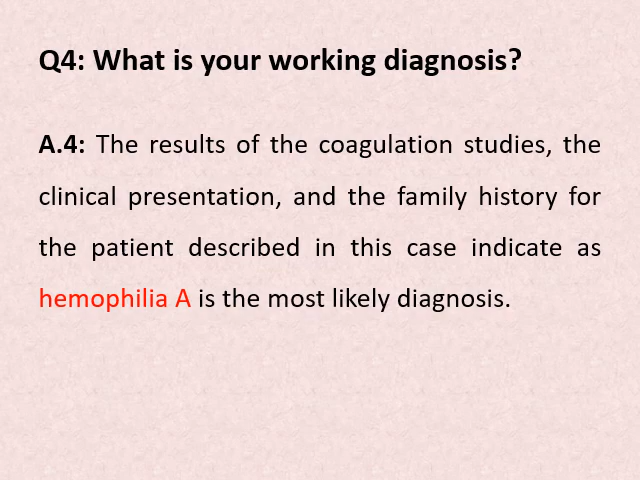 Q4: What is your working diagnosis?
A.4: The results of the coagulation studies, the
clinical presentation, and the family history for
the patient described in this case indicate as
hemophilia A is the most likely diagnosis.